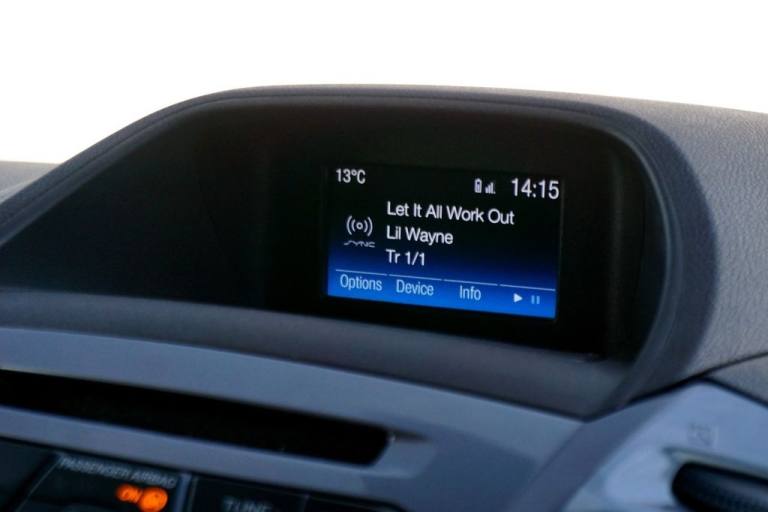 13°C
14:15
Let It All Work Out
Lil Wayne
SYNC
Tr 1/1
Options Device Info
PASSENGER AIRBAG
ON
TUNE